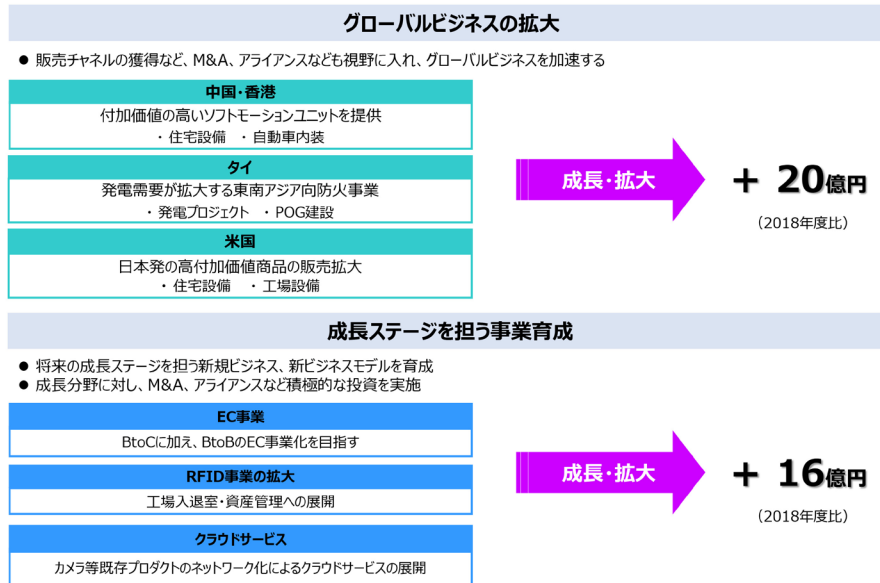 グローバルビジネスの拡大
● 販売チャネルの獲得など、M&A、アライアンスなども視野に入れ、グローバルビジネスを加速する
中国・香港
付加価値の高いソフトモーションユニットを提供
・ 住宅設備 ・ 自動車内装
タイ
発電需要が拡大する東南アジア向防火事業
・ 発電プロジェクト ・ POG建設
米国
日本発の高付加価値商品の販売拡大
・ 住宅設備 ・ 工場設備
成長・拡大
＋ 20億円
（2018年度比）
成長ステージを担う事業育成
● 将来の成長ステージを担う新規ビジネス、新ビジネスモデルを育成
● 成長分野に対し、M&A、アライアンスなど積極的な投資を実施
EC事業
BtoCに加え、BtoBのEC事業化を目指す
RFID事業の拡大
工場入退室・資産管理への展開
クラウドサービス
カメラ等既存プロダクトのネットワーク化によるクラウドサービスの展開
成長・拡大
＋ 16億円
（2018年度比）